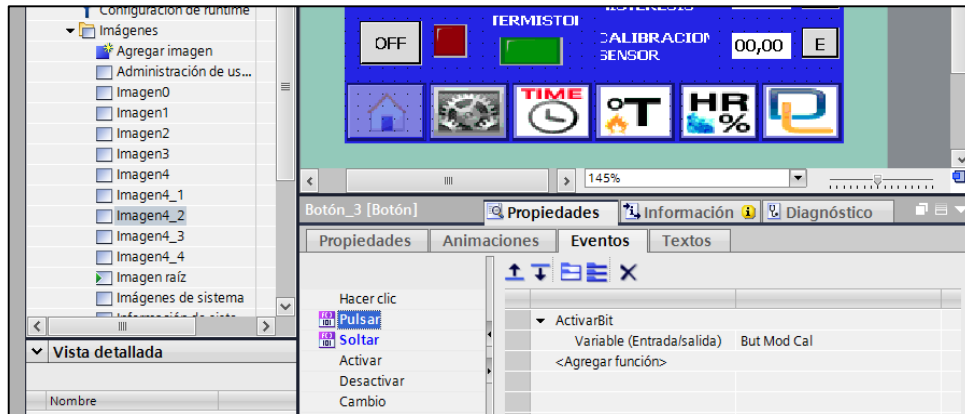 Configuración de runtime
Imágenes
Agregar imagen
Administración de us...
Imagen0
Imagen1
Imagen2
Imagen3
Imagen4
Imagen4_1
Imagen4_2
Imagen4_3
Imagen4_4
Imagen raíz
Imágenes de sistema
Vista detallada
Nombre
TERMISTOR
OFF
CALIBRACION
SENSOR
00,00
E
TIME
°T
HR
%
145%
Botón_3 [Botón]
Propiedades
Información
Diagnóstico
Propiedades
Animaciones
Eventos
Textos
Hacer clic
Pulsar
Soltar
Activar
Desactivar
Cambio
ActivarBit
Variable (Entrada/salida)
But Mod Cal
<Agregar función>